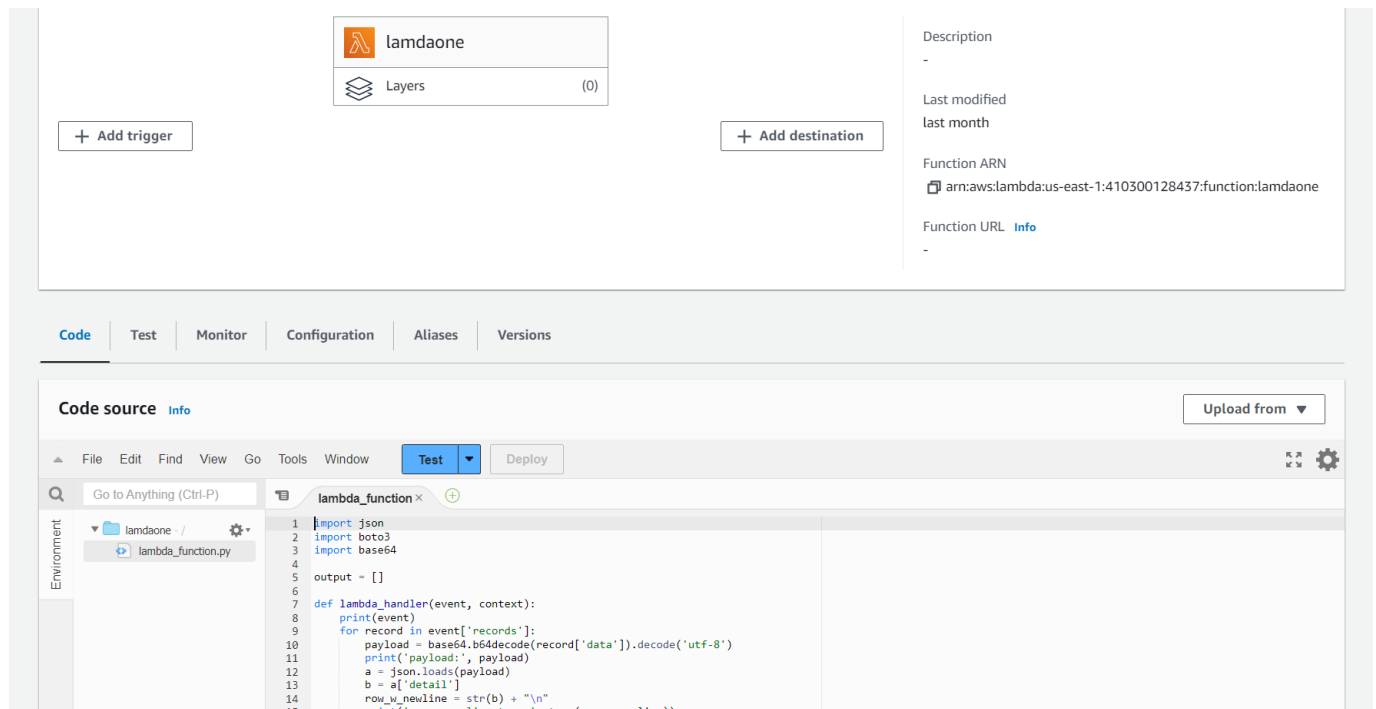 lamdaone
Layers (0)
Add trigger
Add destination
Description
-
Last modified
last month
Function ARN
arn:aws:lambda:us-east-1:410300128437:function:lamdaone
Function URL Info
-
Code Test Monitor Configuration Aliases Versions
Code source Info
Upload from
File Edit Find View Go Tools Window Test Deploy
Go to Anything (Ctrl-P)
lambda_function
Environment
lamdaone - /
lambda_function.py
1 import json
2 import boto3
3 import base64
4
5 output = []
6
7 def lambda_handler(event, context):
8 print(event)
9 for record in event['records']:
10 payload = base64.b64decode(record['data']).decode('utf-8')
11 print('payload:', payload)
12 a = json.loads(payload)
13 b = a['detail']
14 row_w_newline = str(b) + "\n"